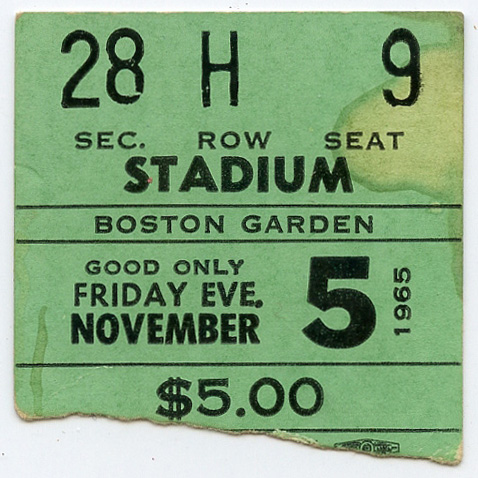 28 H 9
SEC. ROW SEAT
STADIUM
BOSTON GARDEN
GOOD ONLY
FRIDAY EVE.
NOVEMBER 5 1965
$5.00